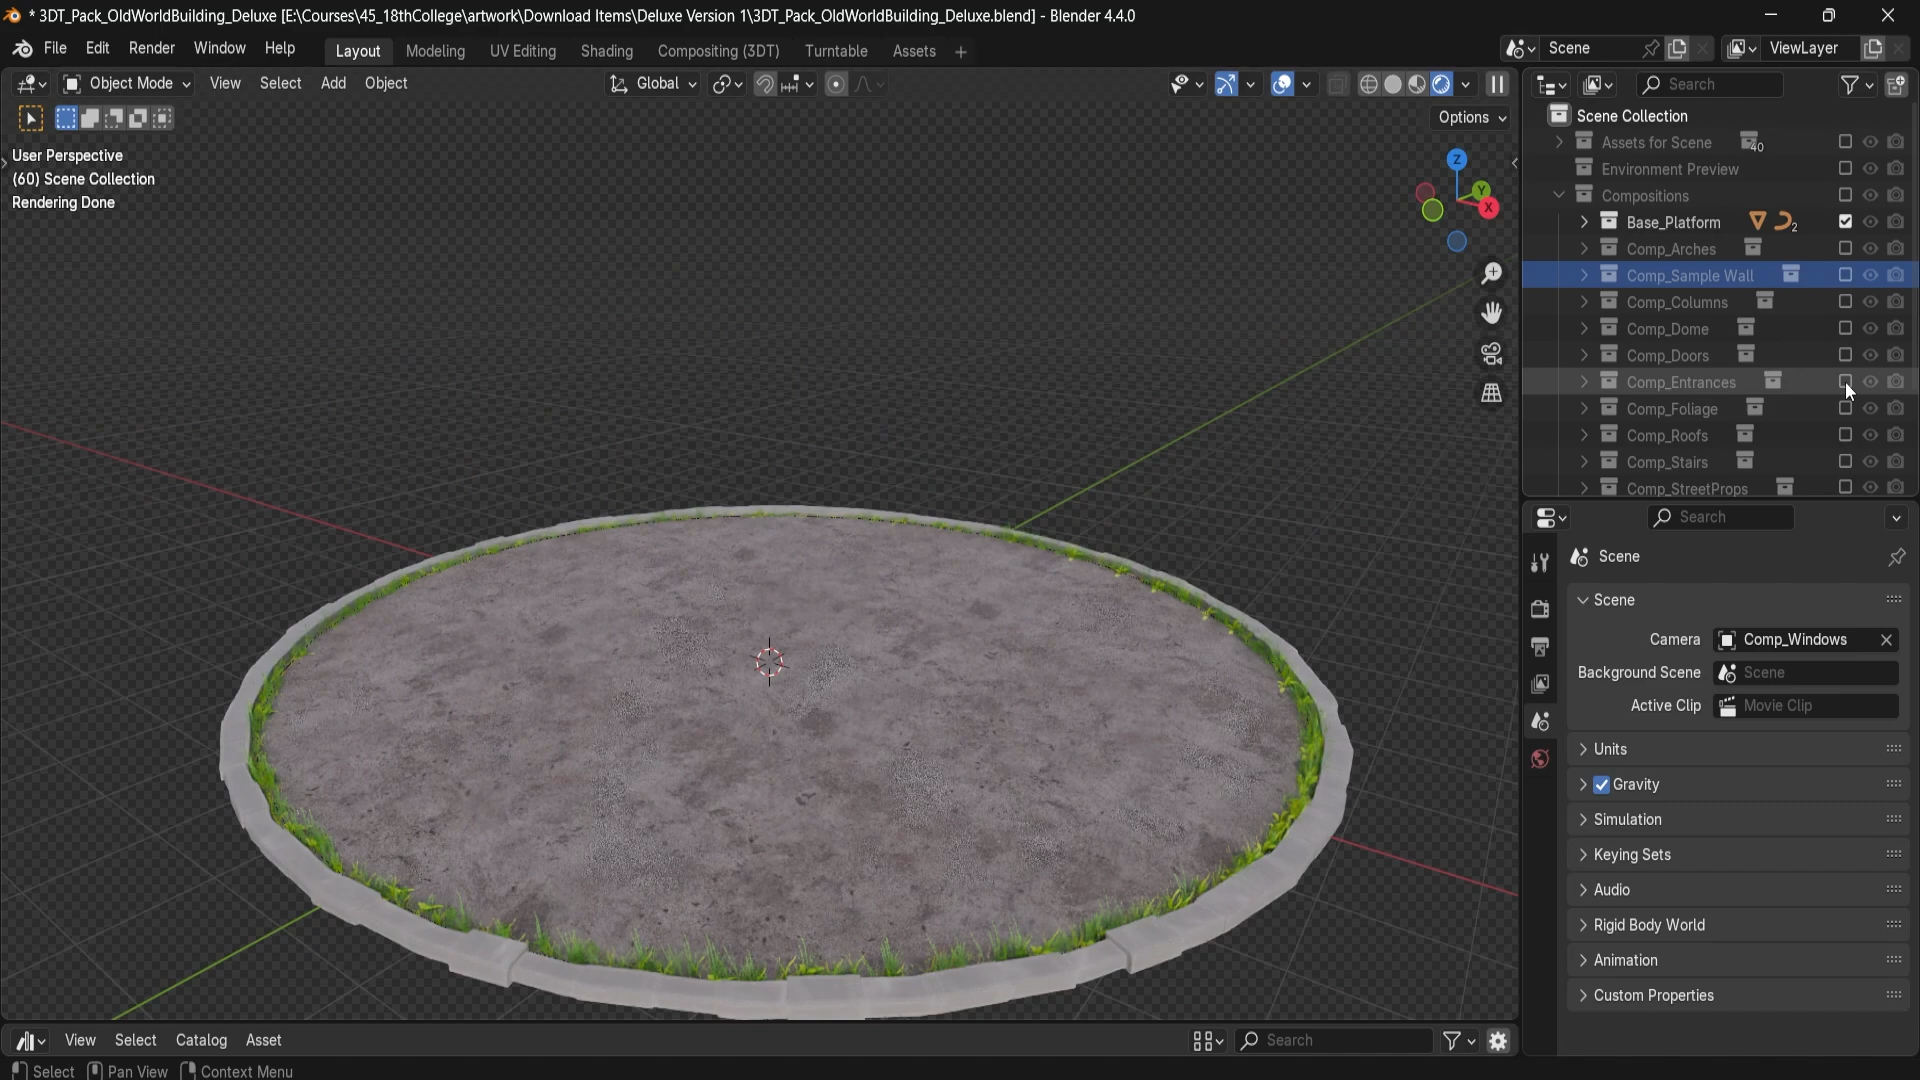 * 3DT_Pack_OldWorldBuilding_Deluxe [E:\Courses\45_18thCollege\artwork\Download Items\Deluxe Version 1\3DT_Pack_OldWorldBuilding_Deluxe.blend] - Blender 4.4.0
File Edit Render Window Help Layout Modeling UV Editing Shading Compositing (3DT) Turntable Assets + Scene ViewLayer
Object Mode View Select Add Object Global Search
Options
User Perspective
(60) Scene Collection
Rendering Done
Z
Y
X
Scene Collection
Assets for Scene 40
Environment Preview
Compositions
Base_Platform 2
Comp_Arches
Comp_Sample Wall
Comp_Columns
Comp_Dome
Comp_Doors
Comp_Entrances
Comp_Foliage
Comp_Roofs
Comp_Stairs
Comp_StreetProps
Search
Scene
Scene
Camera Comp_Windows
Background Scene Scene
Active Clip Movie Clip
Units
Gravity
Simulation
Keying Sets
Audio
Rigid Body World
Animation
Custom Properties
View Select Catalog Asset Search
Select Pan View Context Menu